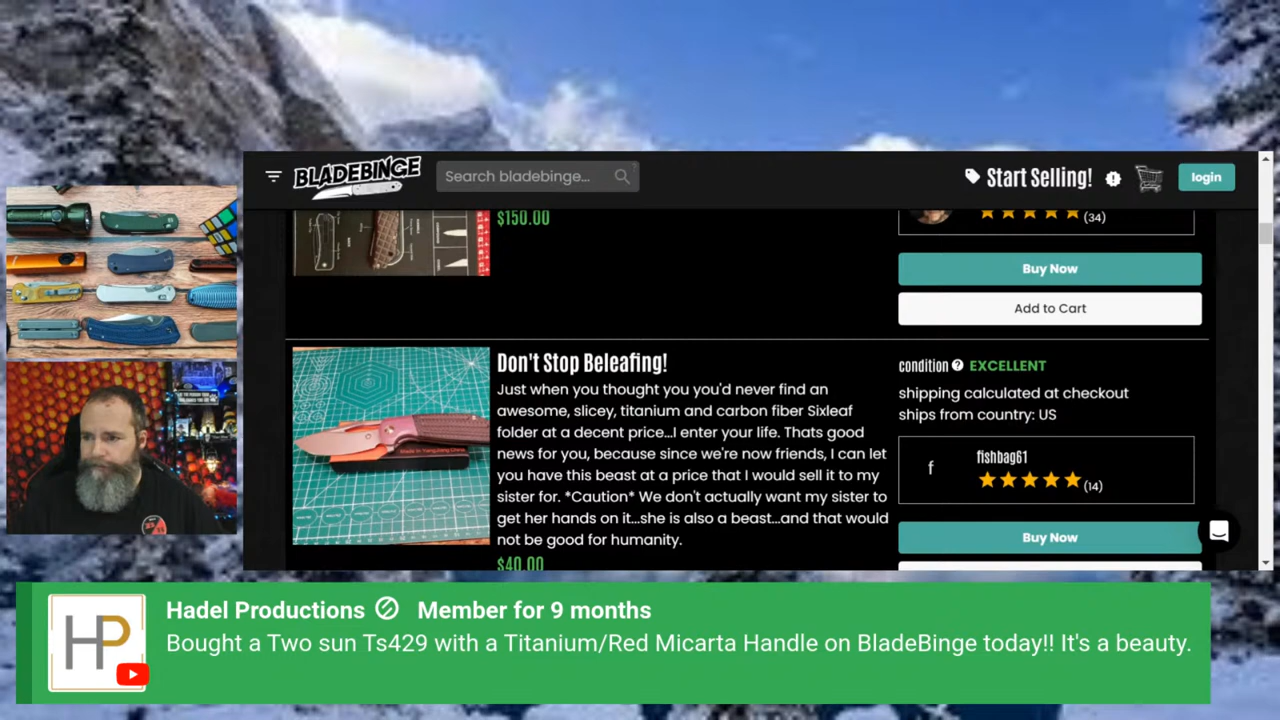 BLADEBINGE
Search bladebinge...
Start Selling!
login
$150.00
(34)
Buy Now
Add to Cart
Don't Stop Beleafing!
Just when you thought you you'd never find an
awesome, slicey, titanium and carbon fiber Sixleaf
folder at a decent price...I enter your life. Thats good
news for you, because since we're now friends, I can let
you have this beast at a price that I would sell it to my
sister for. *Caution* We don't actually want my sister to
get her hands on it...she is also a beast...and that would
not be good for humanity.
$40.00
condition ? EXCELLENT
shipping calculated at checkout
ships from country: US
f
fishbag61
(14)
Buy Now
Made In Yangjiang China
HP
Hadel Productions Member for 9 months
Bought a Two sun Ts429 with a Titanium/Red Micarta Handle on BladeBinge today!! It's a beauty.